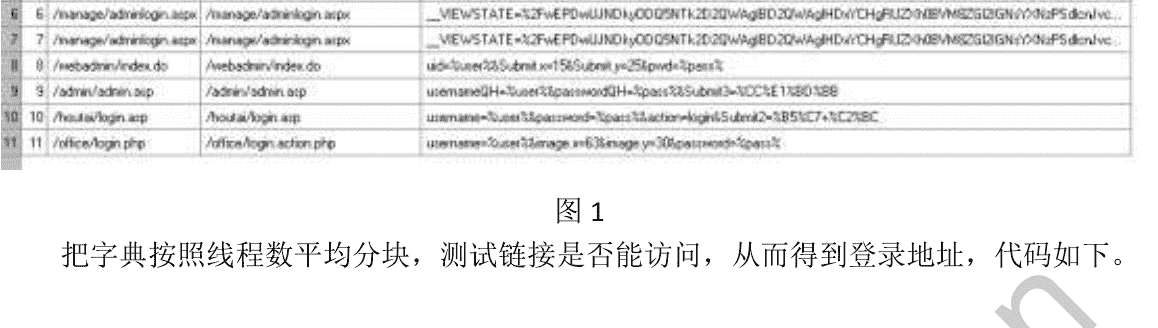 6 6 /manage/adminlogin.aspx /manage/adminlogin.aspx
7 7 /manage/adminlogin.aspx /manage/adminlogin.aspx
8 8 /webadmin/index.do /webadmin/index.do uid=%user%&Submit.x=15&Submit.y=25&pwd=%pass%
9 9 /admin/admin.asp /admin/admin.asp usernameQH=%user%&passwordQH=%pass%&Submit3=%CC%E1%BD%BB
10 10 /houtai/login.asp /houtai/login.asp username=%user%&password=%pass%&action=login&Submit2=%B5%C7+%C2%BC
11 11 /office/login.php /office/login.action.php username=%user%&image.x=63&image.y=30&password=%pass%
图 1
把字典按照线程数平均分块，测试链接是否能访问，从而得到登录地址，代码如下。